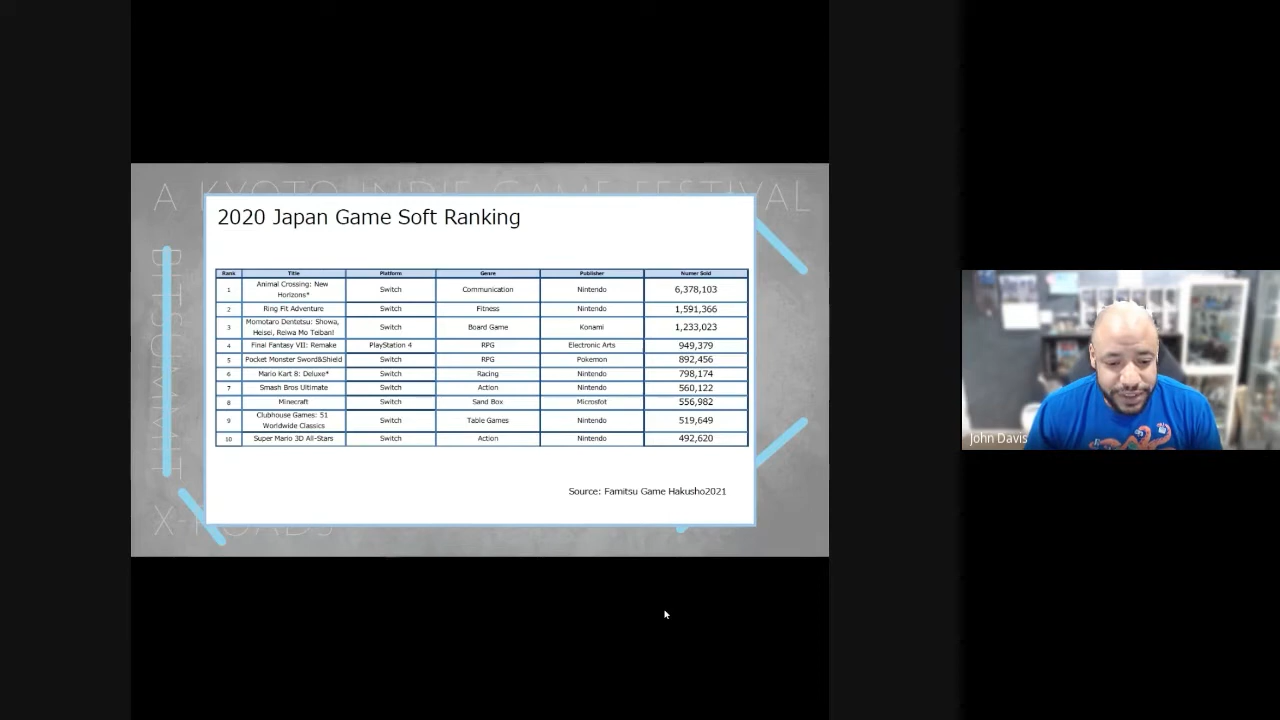 A KYOTO INDIE GAME FESTIVAL
BITSUMMIT
2020 Japan Game Soft Ranking
Rank Title Platform Genre Publisher Numer Sold
1 Animal Crossing: New Horizons* Switch Communication Nintendo 6,378,103
2 Ring Fit Adventure Switch Fitness Nintendo 1,591,366
3 Momotaro Dentetsu: Showa, Heisei, Reiwa Mo Teiban! Switch Board Game Konami 1,233,023
4 Final Fantasy VII: Remake PlayStation 4 RPG Electronic Arts 949,379
5 Pocket Monster Sword&Shield Switch RPG Pokemon 892,456
6 Mario Kart 8: Deluxe* Switch Racing Nintendo 798,174
7 Smash Bros Ultimate Switch Action Nintendo 560,122
8 Minecraft Switch Sand Box Microsfot 556,982
9 Clubhouse Games: 51 Worldwide Classics Switch Table Games Nintendo 519,649
10 Super Mario 3D All-Stars Switch Action Nintendo 492,620
Source: Famitsu Game Hakusho2021
X-ROADS
John Davis